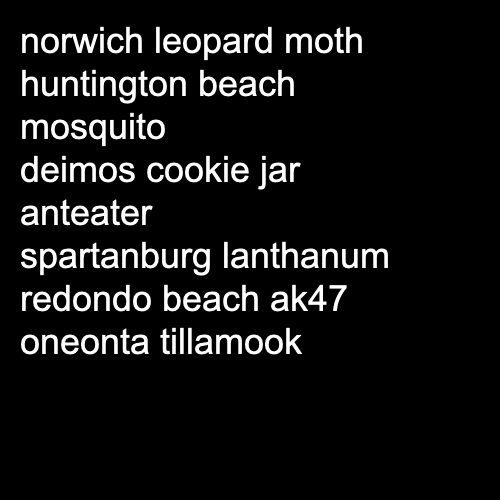 norwich leopard moth
huntington beach
mosquito
deimos cookie jar
anteater
spartanburg lanthanum
redondo beach ak47
oneonta tillamook